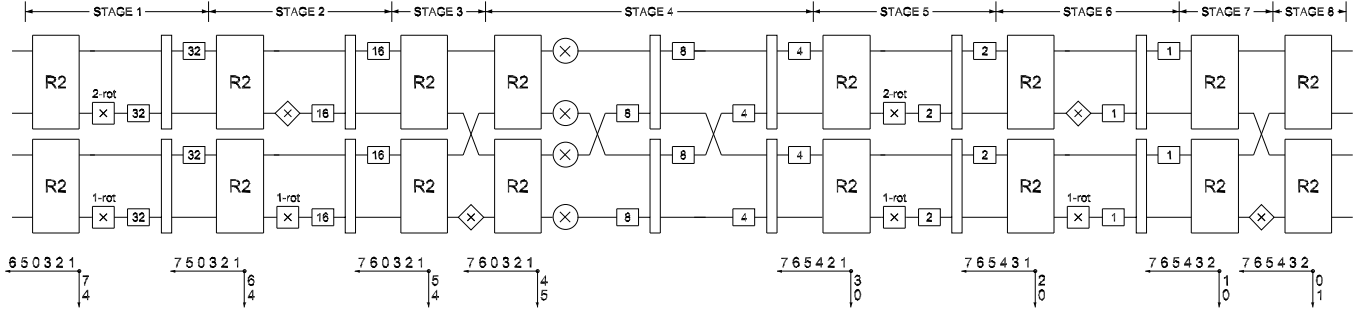 STAGE 1 STAGE 2 STAGE 3 STAGE 4 STAGE 5 STAGE 6 STAGE 7 STAGE 8
32 16 8 4 2 1
R2 R2 R2 R2 R2 R2 R2 R2
2-rot 2-rot
32 16 8 4 2 1
32 16 8 4 2 1
R2 R2 R2 R2 R2 R2 R2 R2
1-rot 1-rot 1-rot 1-rot
32 16 8 4 2 1
6 5 0 3 2 1 7 5 0 3 2 1 7 6 0 3 2 1 7 6 0 3 2 1 7 6 5 4 2 1 7 6 5 4 3 1 7 6 5 4 3 2 7 6 5 4 3 2
7 6 5 4 3 2 1 0
4 4 4 5 0 0 0 1